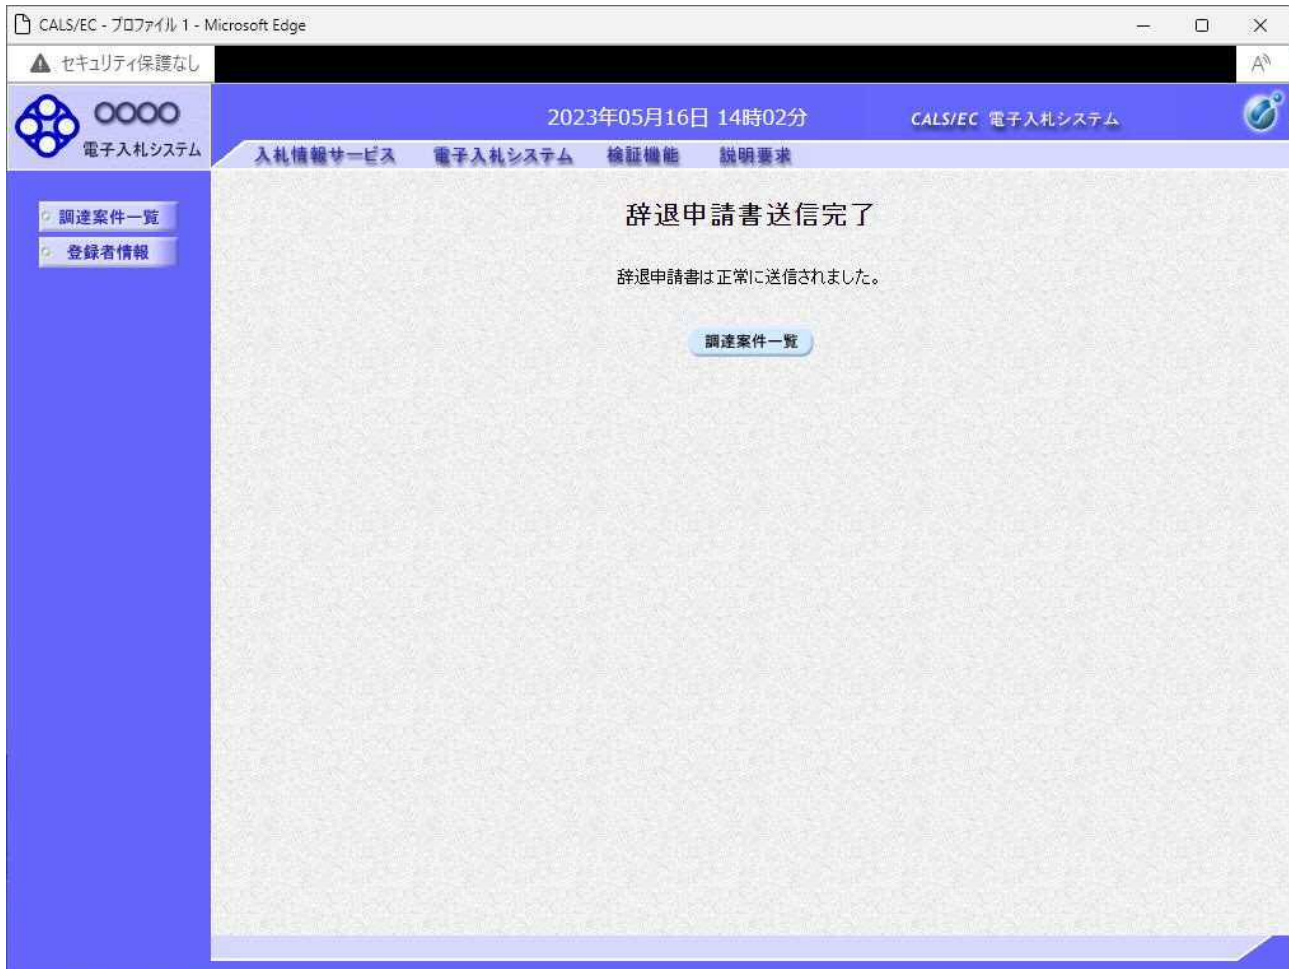 CALS/EC - プロファイル 1 - Microsoft Edge
セキュリティ保護なし
○○○○
電子入札システム
2023年05月16日 14時02分
CALS/EC 電子入札システム
入札情報サービス 電子入札システム 検証機能 説明要求
調達案件一覧
登録者情報
辞退申請書送信完了
辞退申請書は正常に送信されました。
調達案件一覧